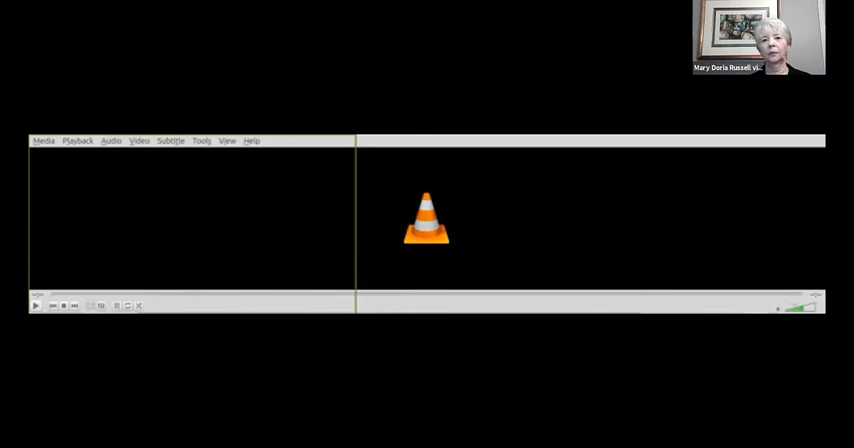 Mary Doria Russell vi...
Media Playback Audio Video Subtitle Tools View Help